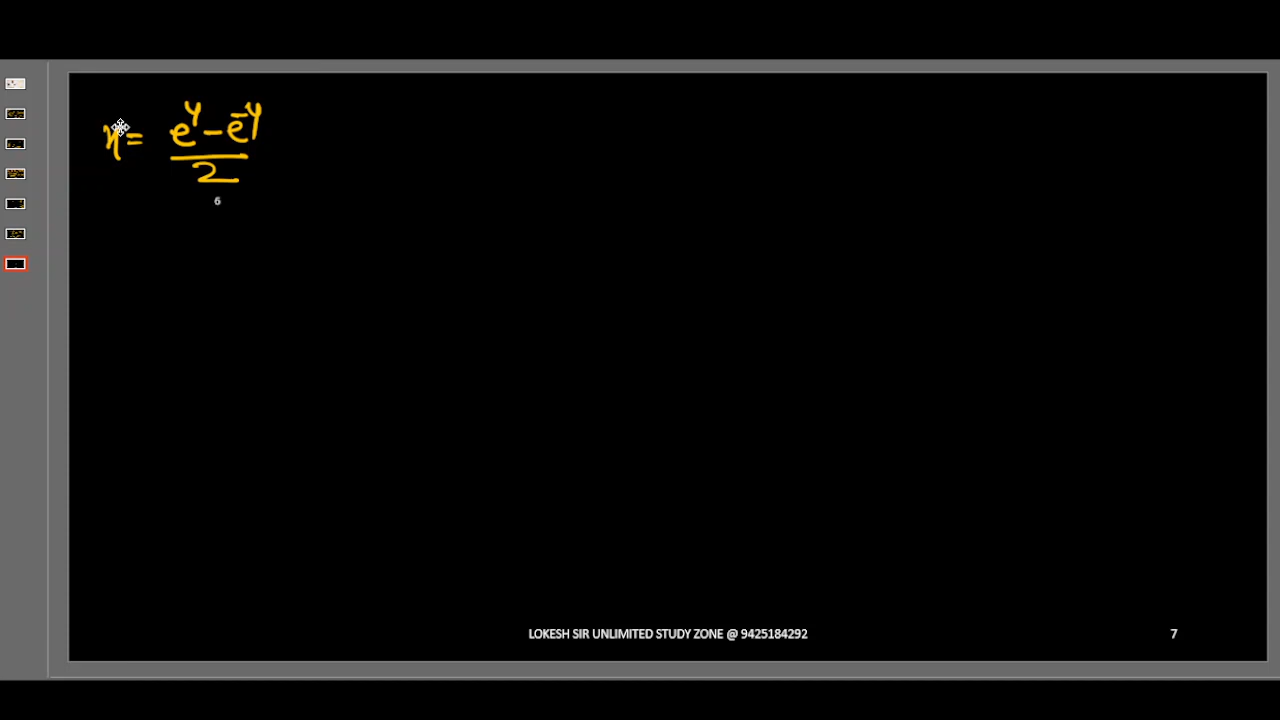 x = (e^y - e^-y)/2
6
LOKESH SIR UNLIMITED STUDY ZONE @ 9425184292
7